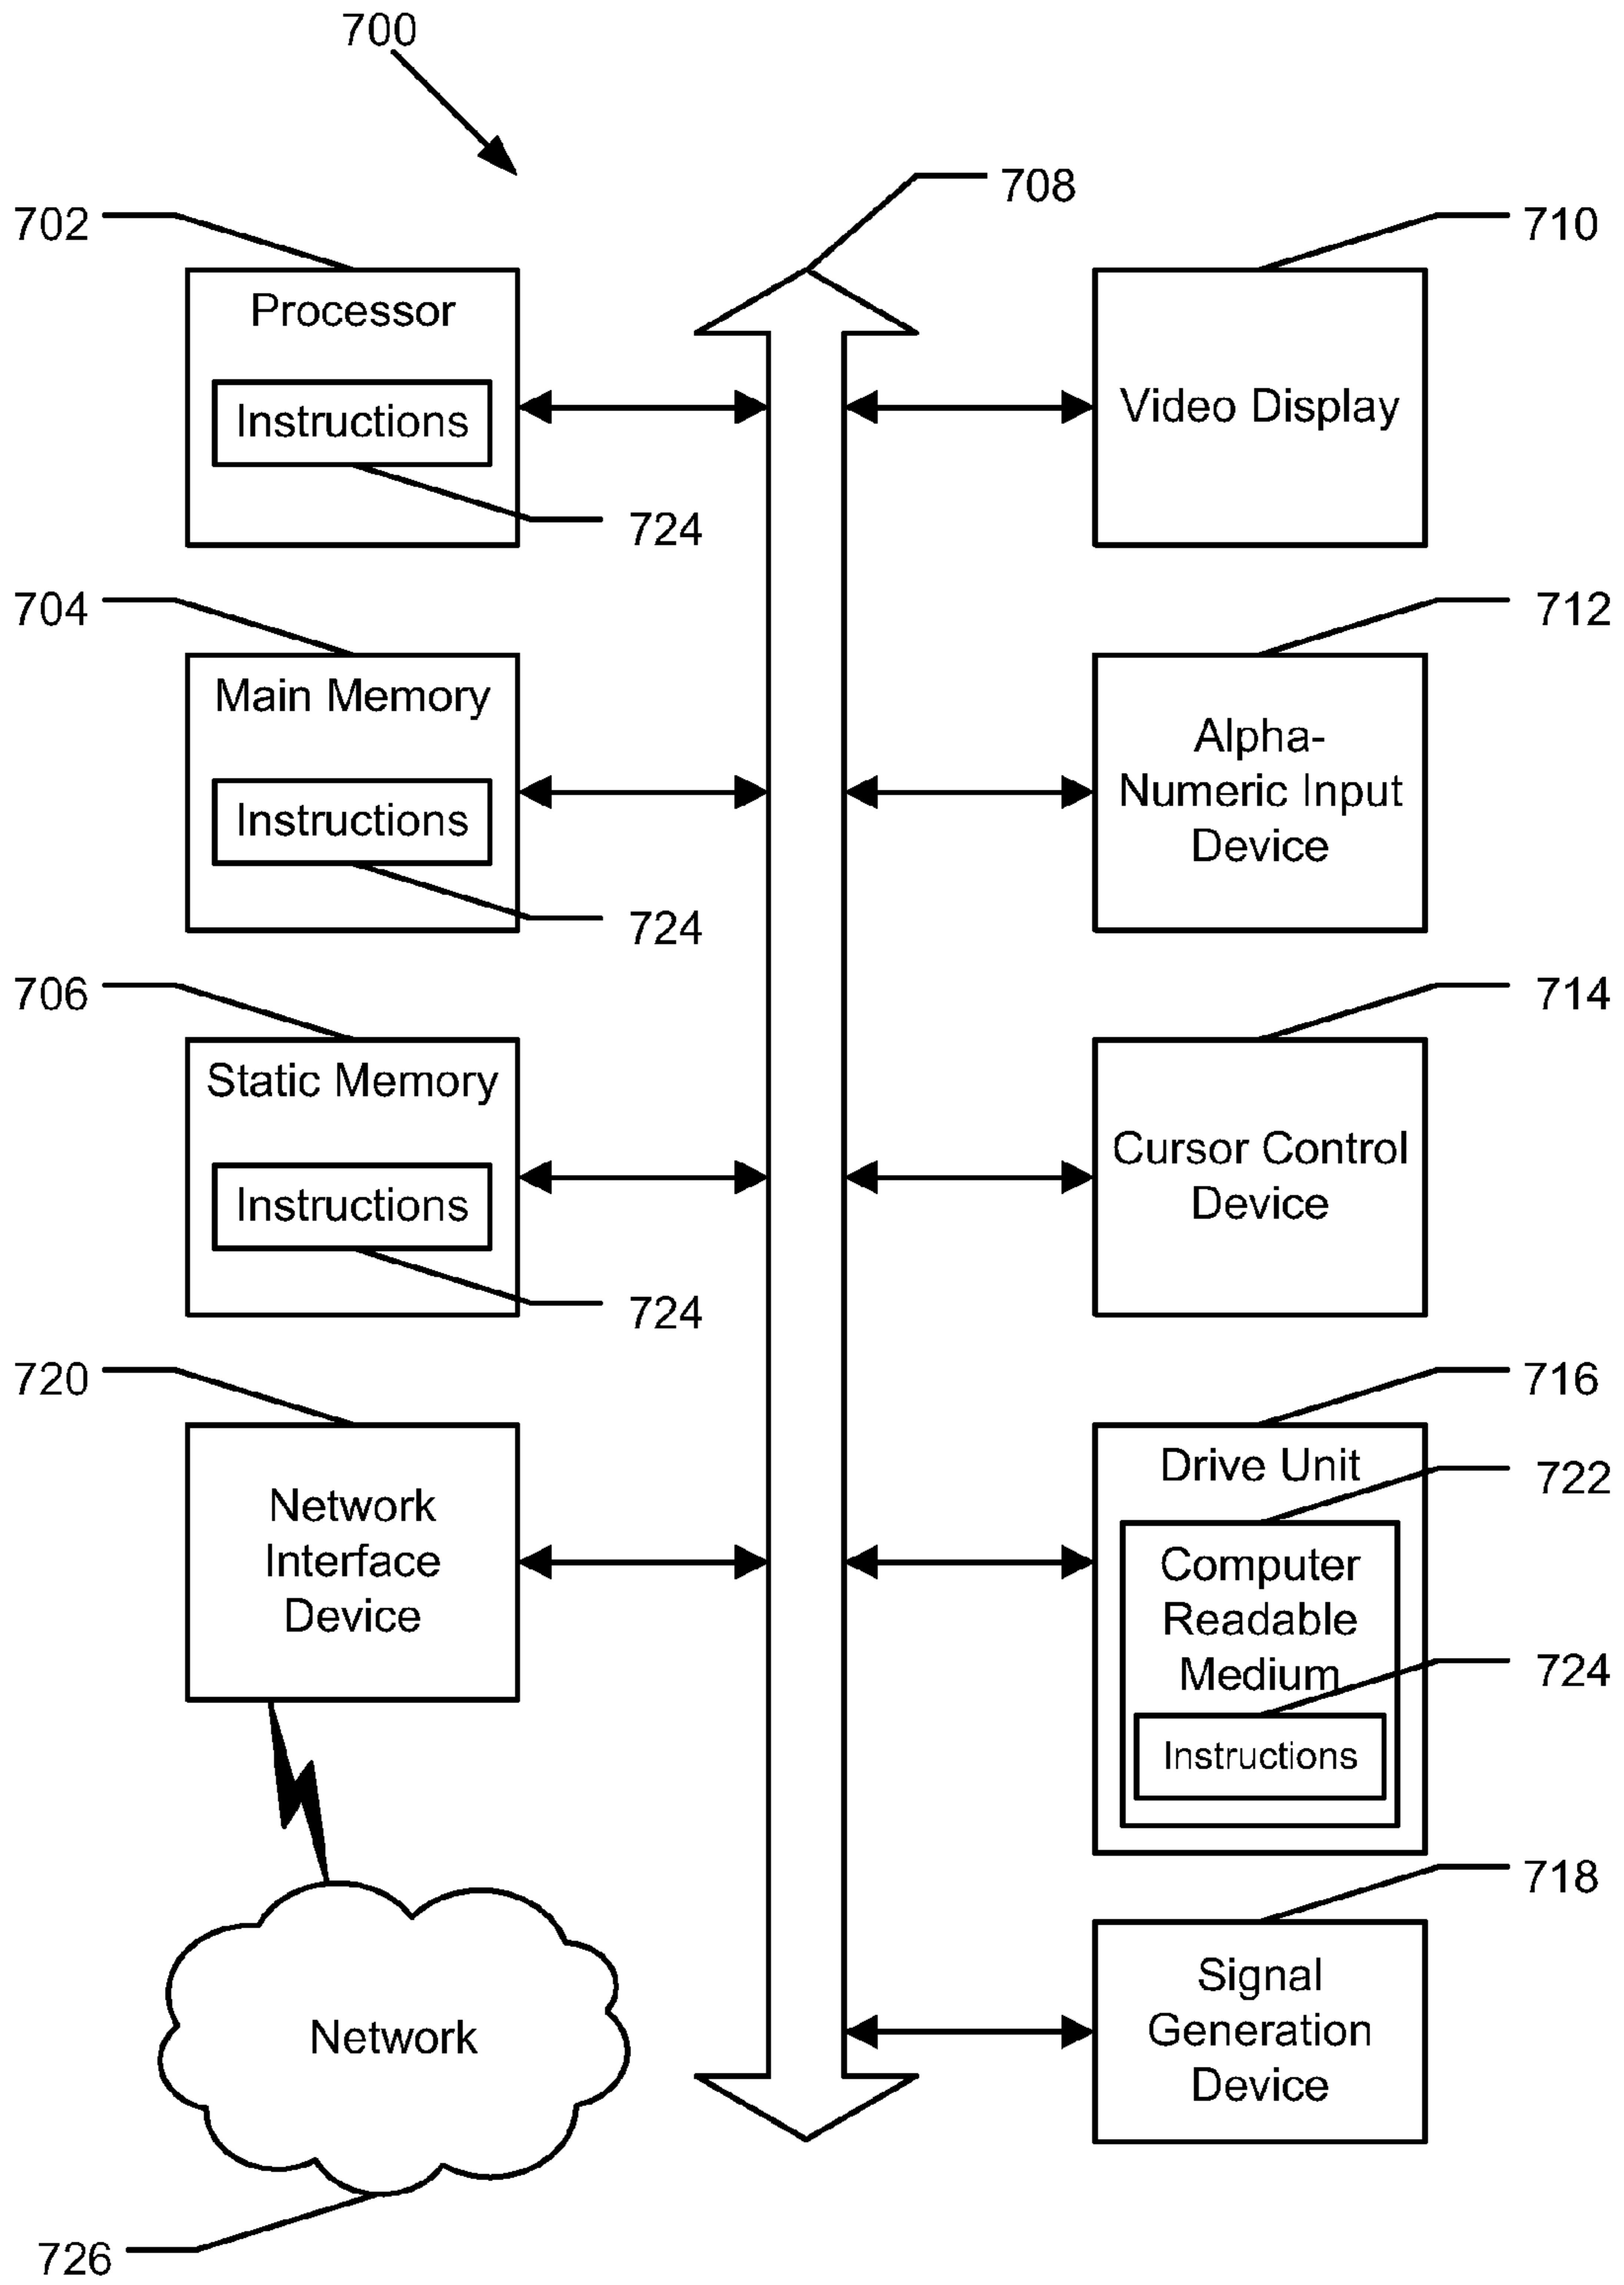 700
708
702
Processor
Instructions
724
710
Video Display
704
Main Memory
Instructions
724
712
Alpha-
Numeric Input
Device
706
Static Memory
Instructions
724
714
Cursor Control
Device
720
Network
Interface
Device
716
Drive Unit
722
Computer
Readable
Medium
724
Instructions
718
Signal
Generation
Device
Network
726